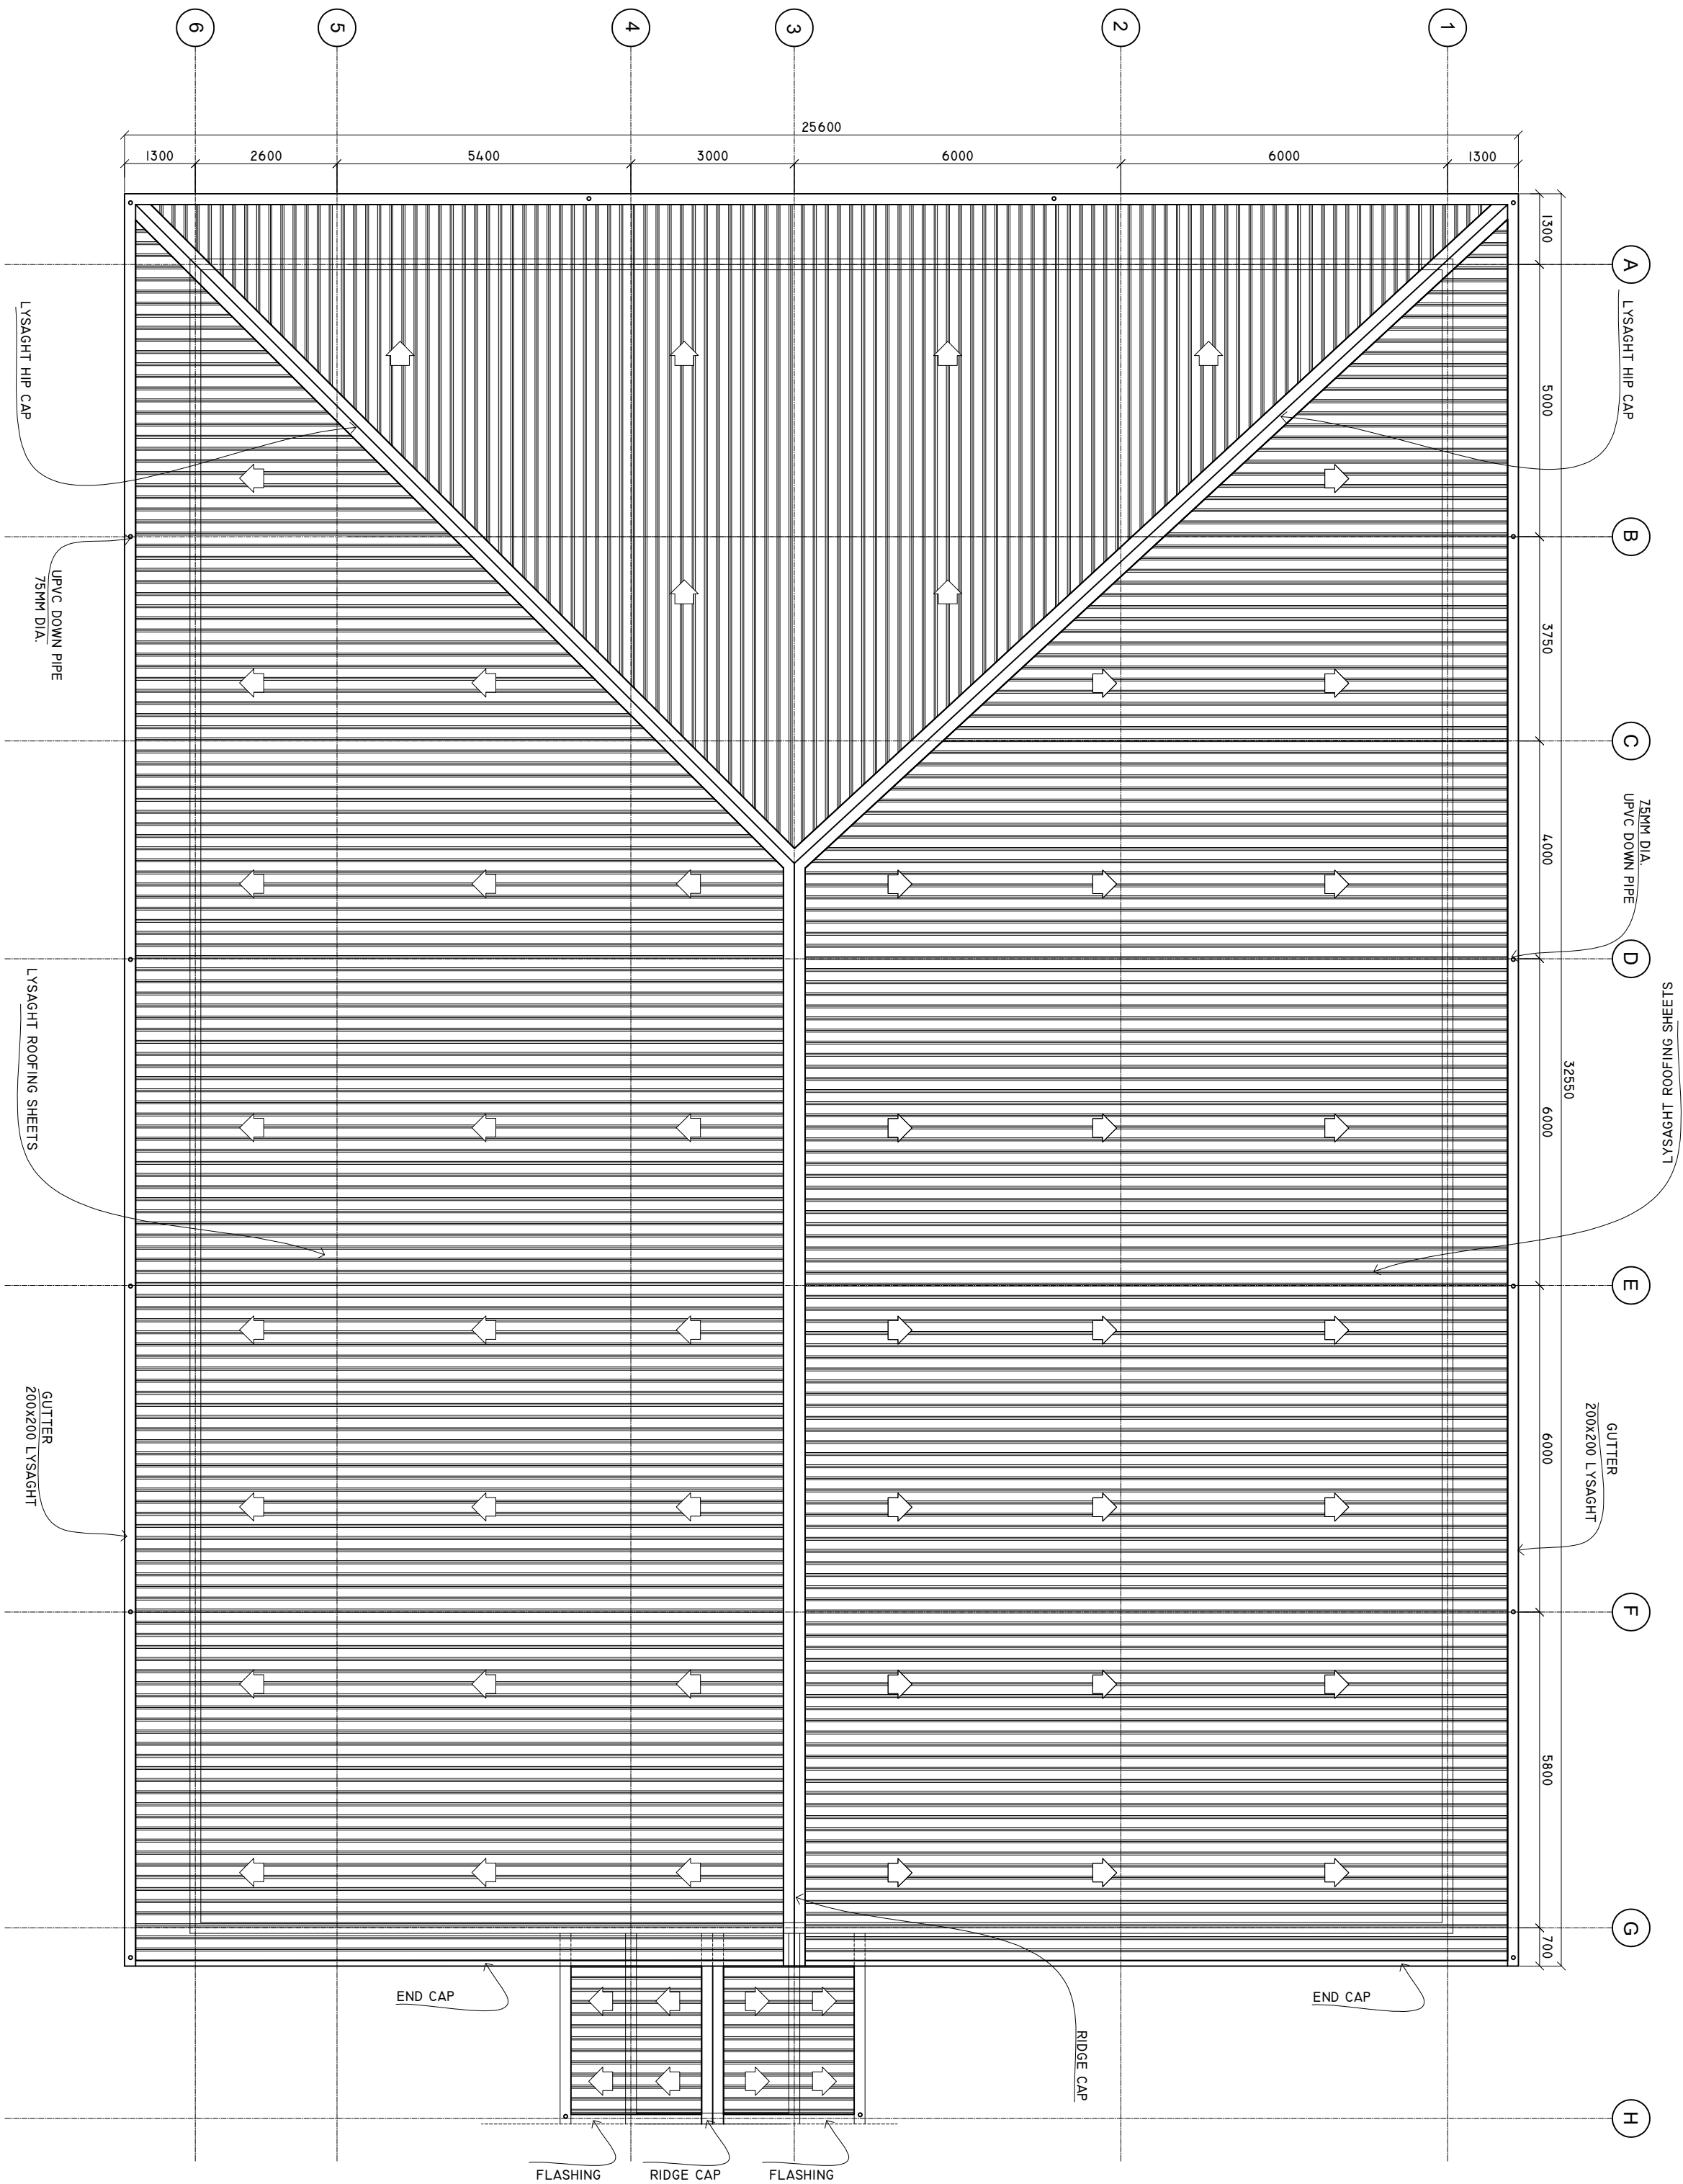 6
5
4
3
2
1
25600
1300
2600
5400
3000
6000
6000
1300
1300
5000
3750
4000
6000
6000
5800
700
32550
A
B
C
D
E
F
G
H
LYSAGHT HIP CAP
LYSAGHT HIP CAP
UPVC DOWN PIPE
75MM DIA.
75MM DIA.
UPVC DOWN PIPE
LYSAGHT ROOFING SHEETS
LYSAGHT ROOFING SHEETS
GUTTER
200x200 LYSAGHT
GUTTER
200x200 LYSAGHT
END CAP
END CAP
RIDGE CAP
FLASHING
RIDGE CAP
FLASHING